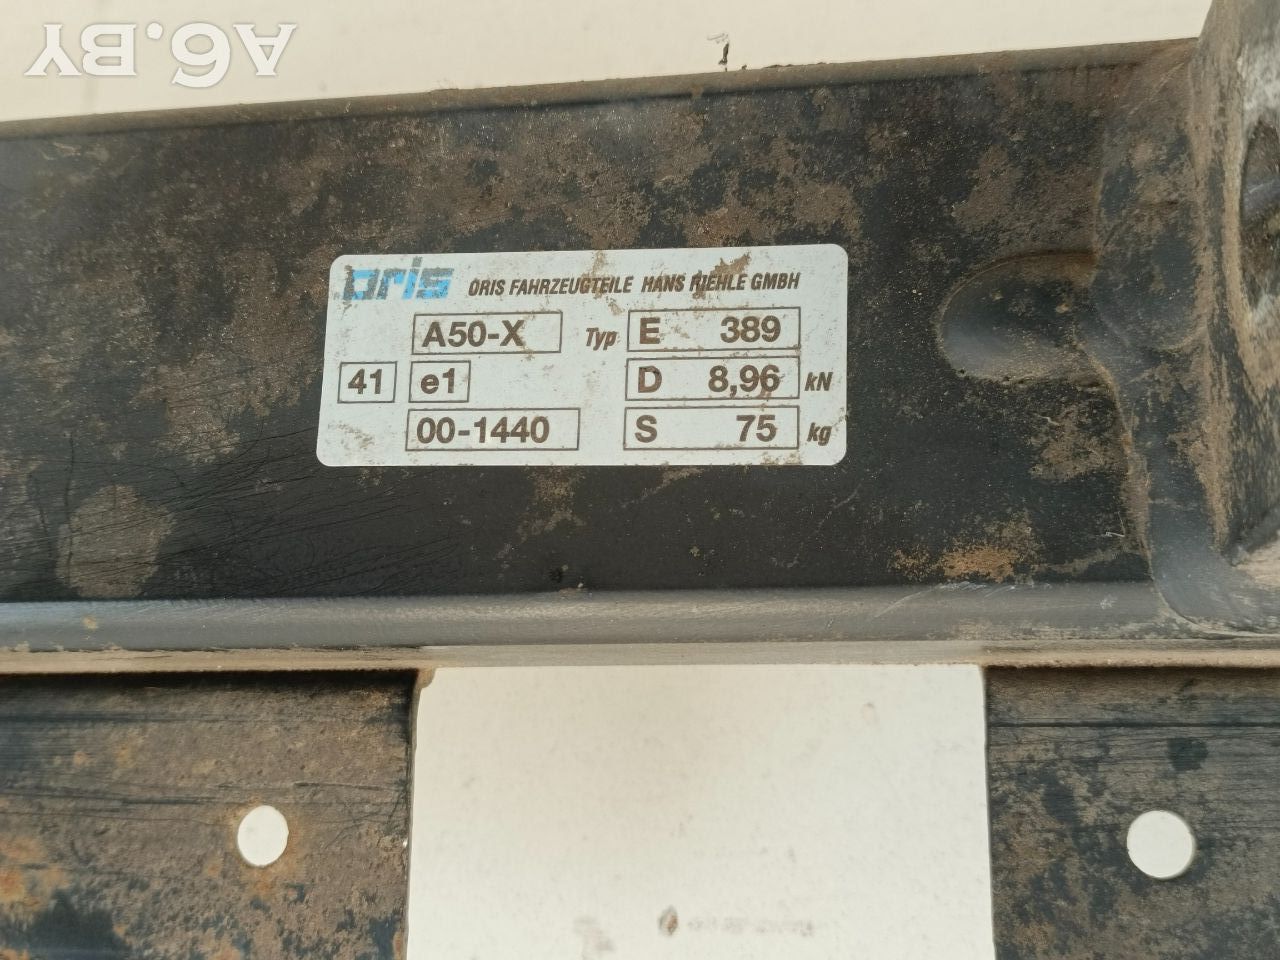 A6.BY
oris ORIS FAHRZEUGTEILE HANS RIEHLE GMBH
A50-X Typ E 389
41 e1 D 8,96 kN
00-1440 S 75 kg